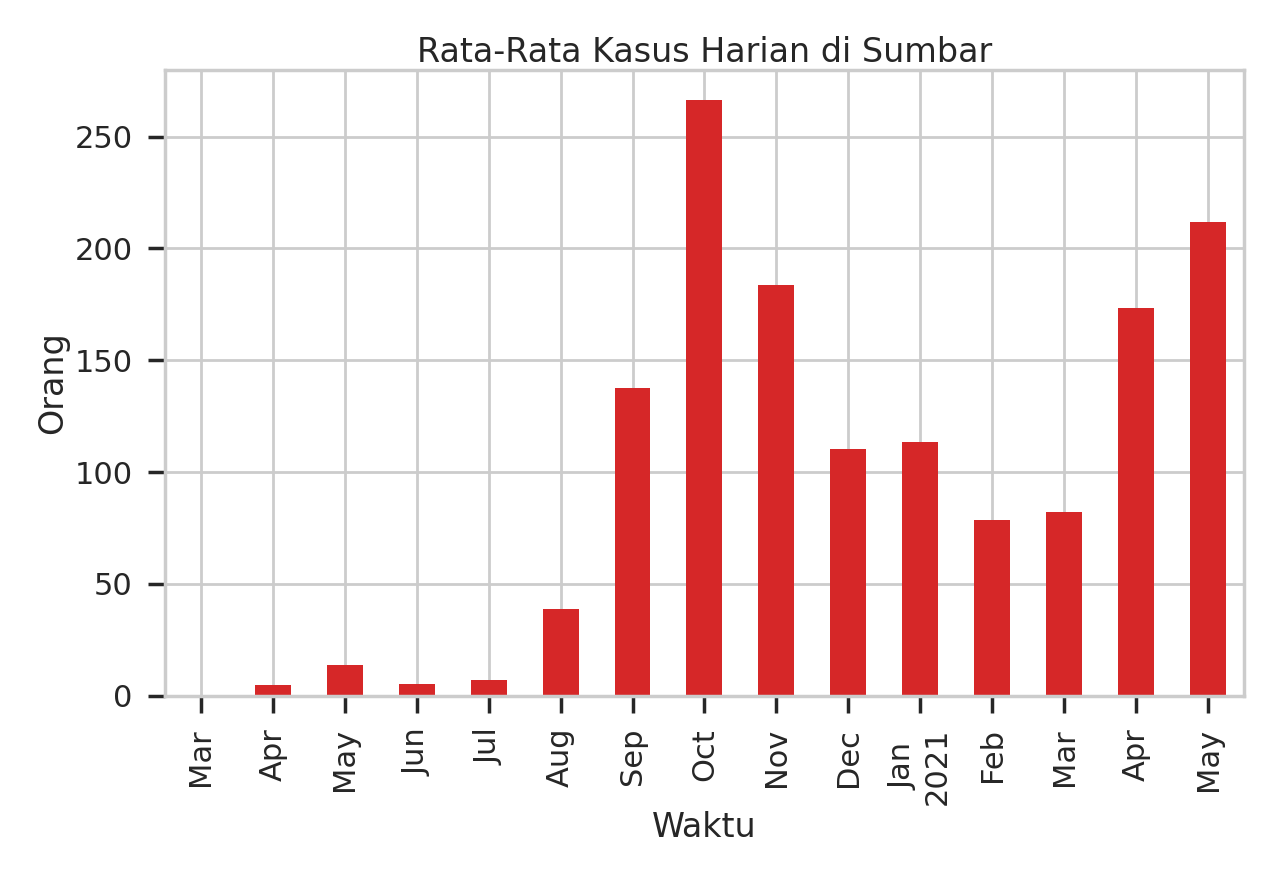 Rata-Rata Kasus Harian di Sumbar
Orang
250
200
150
100
50
0
Mar
Apr
May
Jun
Jul
Aug
Sep
Oct
Nov
Dec
Jan
2021
Feb
Mar
Apr
May
Waktu